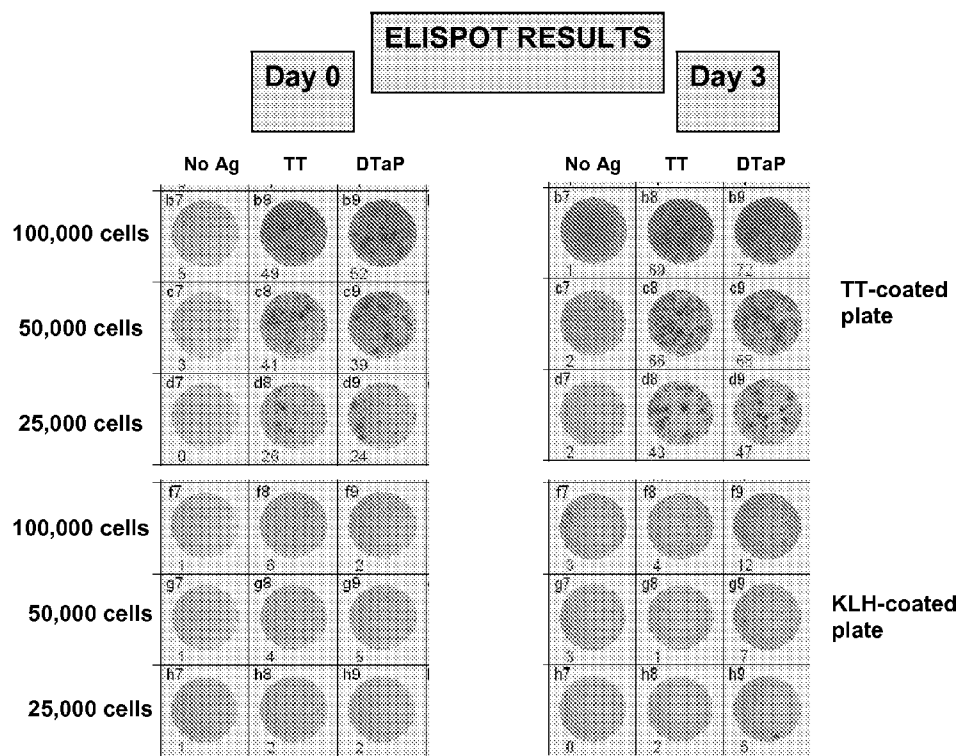 ELISPOT RESULTS
Day 0
Day 3
No Ag TT DTaP
No Ag TT DTaP
100,000 cells
b7 b8 b9
49
b7 b8 b9
1 69 72
50,000 cells
c7 c8 c9
3 41 39
c7 c8 c9
2
TT-coated
plate
25,000 cells
d7 d8 d9
0 24
d7 d8 d9
2 47
100,000 cells
f7 f8 f9
1 2
f7 f8 f9
3 4 12
50,000 cells
g7 g8 g9
1 4
g7 g8 g9
3 1 7
KLH-coated
plate
25,000 cells
h7 h8 h9
1 2 2
h7 h8 h9
0 2